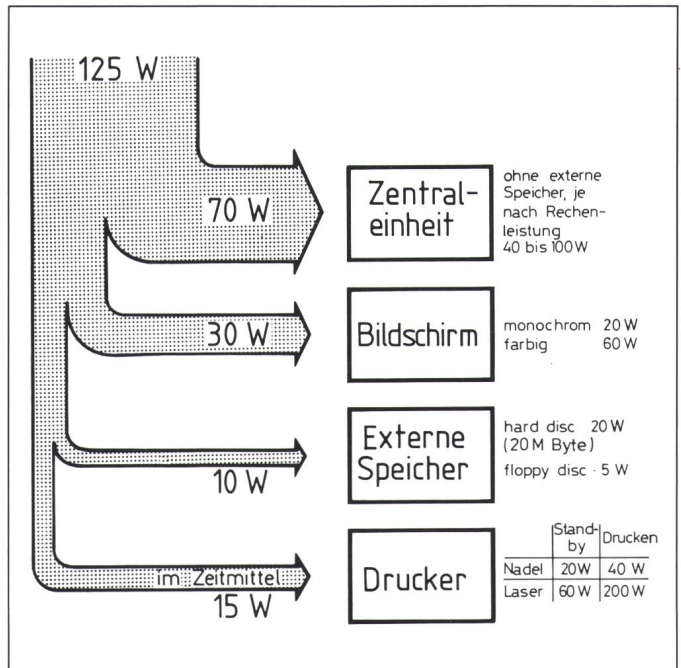 125 W
70 W
Zentral-
einheit
ohne externe
Speicher, je
nach Rechen-
leistung
40 bis 100W
30 W
Bildschirm
monochrom 20 W
farbig 60 W
10 W
Externe
Speicher
hard disc 20 W
(20 M Byte)
floppy disc · 5 W
im Zeitmittel
15 W
Drucker
Stand-
by Drucken
Nadel 20W 40 W
Laser 60 W 200W